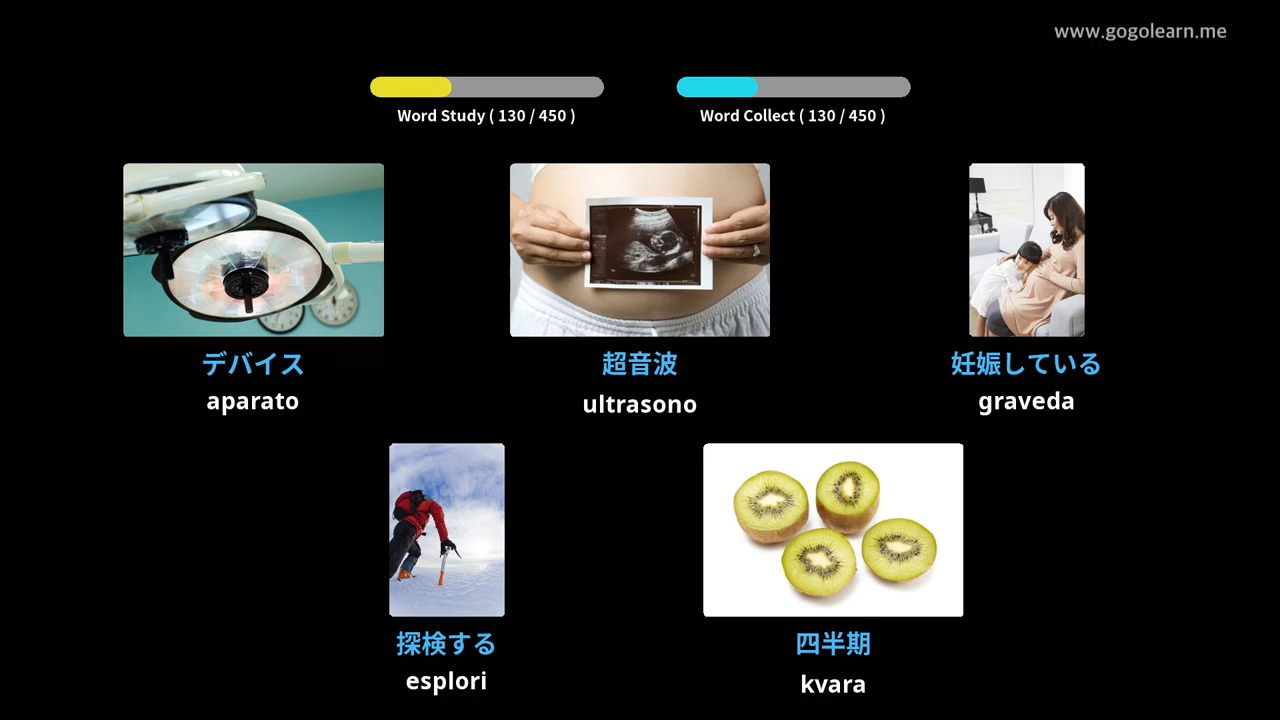 www.gogolearn.me
Word Study ( 130 / 450 )
Word Collect ( 130 / 450 )
デバイス
aparato
超音波
ultrasono
妊娠している
graveda
探検する
esplori
四半期
kvara